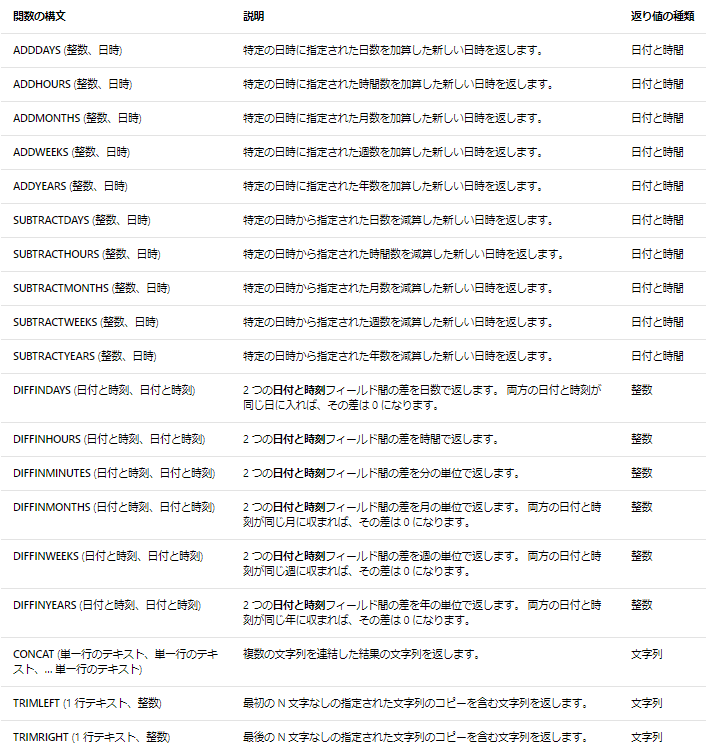 関数の構文 説明 返り値の種類
ADDDAYS (整数、日時) 特定の日時に指定された日数を加算した新しい日時を返します。 日付と時間
ADDHOURS (整数、日時) 特定の日時に指定された時間数を加算した新しい日時を返します。 日付と時間
ADDMONTHS (整数、日時) 特定の日時に指定された月数を加算した新しい日時を返します。 日付と時間
ADDWEEKS (整数、日時) 特定の日時に指定された週数を加算した新しい日時を返します。 日付と時間
ADDYEARS (整数、日時) 特定の日時に指定された年数を加算した新しい日時を返します。 日付と時間
SUBTRACTDAYS (整数、日時) 特定の日時から指定された日数を減算した新しい日時を返します。 日付と時間
SUBTRACTHOURS (整数、日時) 特定の日時から指定された時間数を減算した新しい日時を返します。 日付と時間
SUBTRACTMONTHS (整数、日時) 特定の日時から指定された月数を減算した新しい日時を返します。 日付と時間
SUBTRACTWEEKS (整数、日時) 特定の日時から指定された週数を減算した新しい日時を返します。 日付と時間
SUBTRACTYEARS (整数、日時) 特定の日時から指定された年数を減算した新しい日時を返します。 日付と時間
DIFFINDAYS (日付と時刻、日付と時刻) 2 つの日付と時刻フィールド間の差を日数で返します。 両方の日付と時刻が 整数
同じ日に入れば、その差は 0 になります。
DIFFINHOURS (日付と時刻、日付と時刻) 2 つの日付と時刻フィールド間の差を時間で返します。 整数
DIFFINMINUTES (日付と時刻、日付と時刻) 2 つの日付と時刻フィールド間の差を分の単位で返します。 整数
DIFFINMONTHS (日付と時刻、日付と時刻) 2 つの日付と時刻フィールド間の差を月の単位で返します。 両方の日付と時 整数
刻が同じ月に収まれば、その差は 0 になります。
DIFFINWEEKS (日付と時刻、日付と時刻) 2 つの日付と時刻フィールド間の差を週の単位で返します。 両方の日付と時 整数
刻が同じ週に収まれば、その差は 0 になります。
DIFFINYEARS (日付と時刻、日付と時刻) 2 つの日付と時刻フィールド間の差を年の単位で返します。 両方の日付と時 整数
刻が同じ年に収まれば、その差は 0 になります。
CONCAT (単一行のテキスト、単一行のテキ 複数の文字列を連結した結果の文字列を返します。 文字列
スト、… 単一行のテキスト)
TRIMLEFT (1 行テキスト、整数) 最初の N 文字なしの指定された文字列のコピーを含む文字列を返します。 文字列
TRIMRIGHT (1 行テキスト、整数) 最後の N 文字なしの指定された文字列のコピーを含む文字列を返します。 文字列